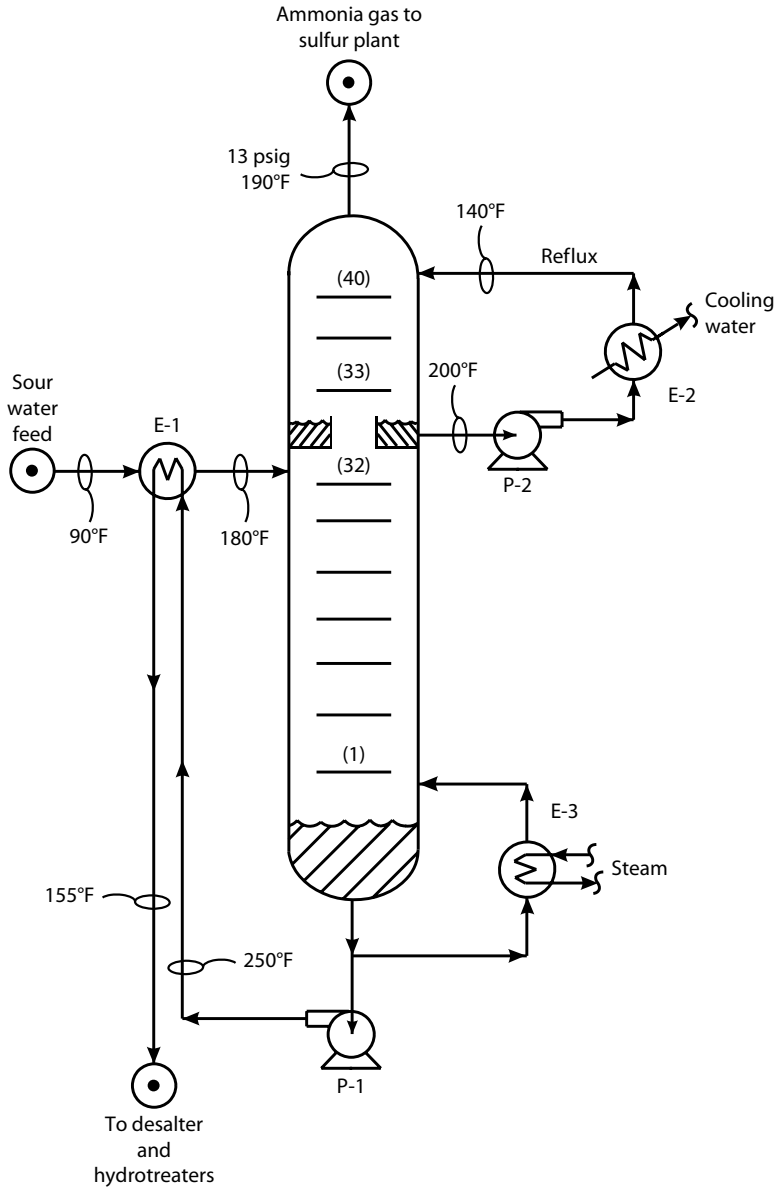 Ammonia gas to
sulfur plant
13 psig
190°F
140°F
Reflux
(40)
Cooling
water
(33)
200°F
E-2
Sour
water
feed
E-1
(32)
P-2
90°F
180°F
(1)
E-3
Steam
155°F
250°F
P-1
To desalter
and
hydrotreaters